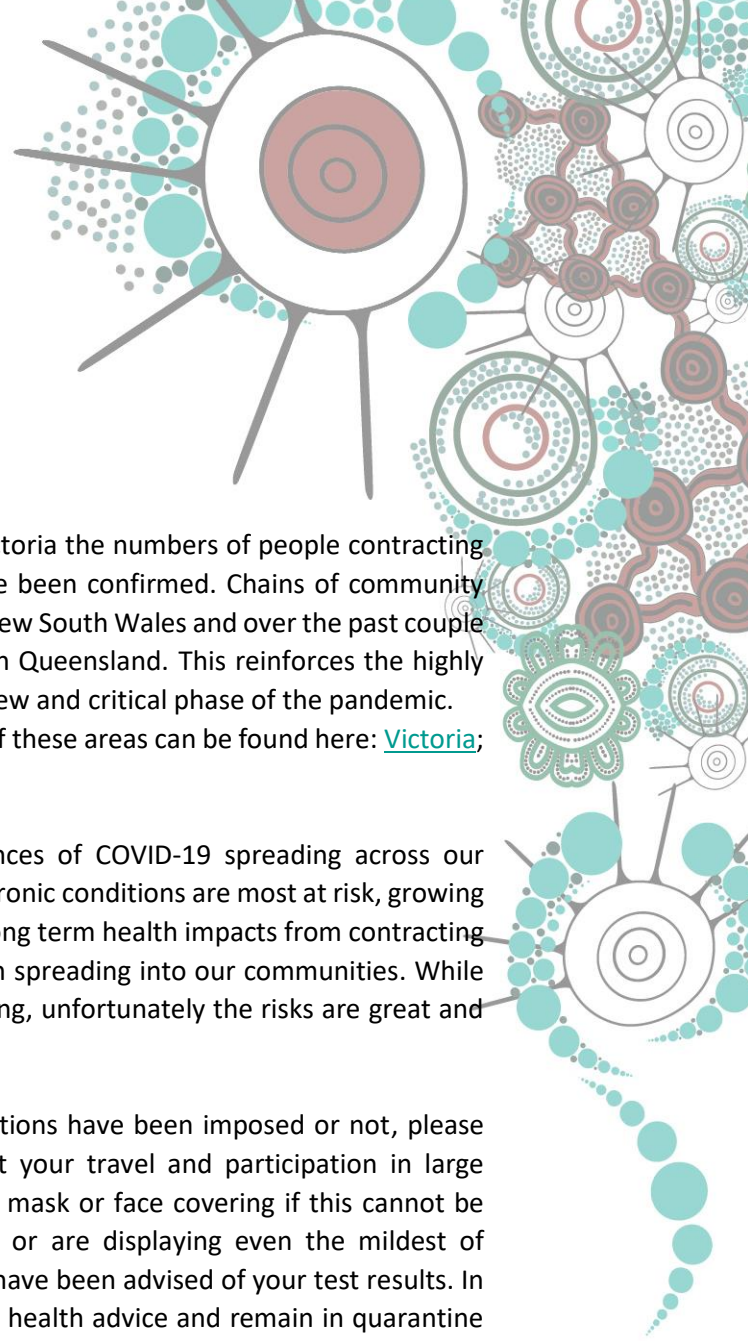 toria the numbers of people contracting
e been confirmed. Chains of community
ew South Wales and over the past couple
n Queensland. This reinforces the highly
ew and critical phase of the pandemic.
f these areas can be found here: Victoria;
nces of COVID-19 spreading across our
ronic conditions are most at risk, growing
ong term health impacts from contracting
n spreading into our communities. While
ng, unfortunately the risks are great and
tions have been imposed or not, please
t your travel and participation in large
mask or face covering if this cannot be
or are displaying even the mildest of
have been advised of your test results. In
health advice and remain in quarantine